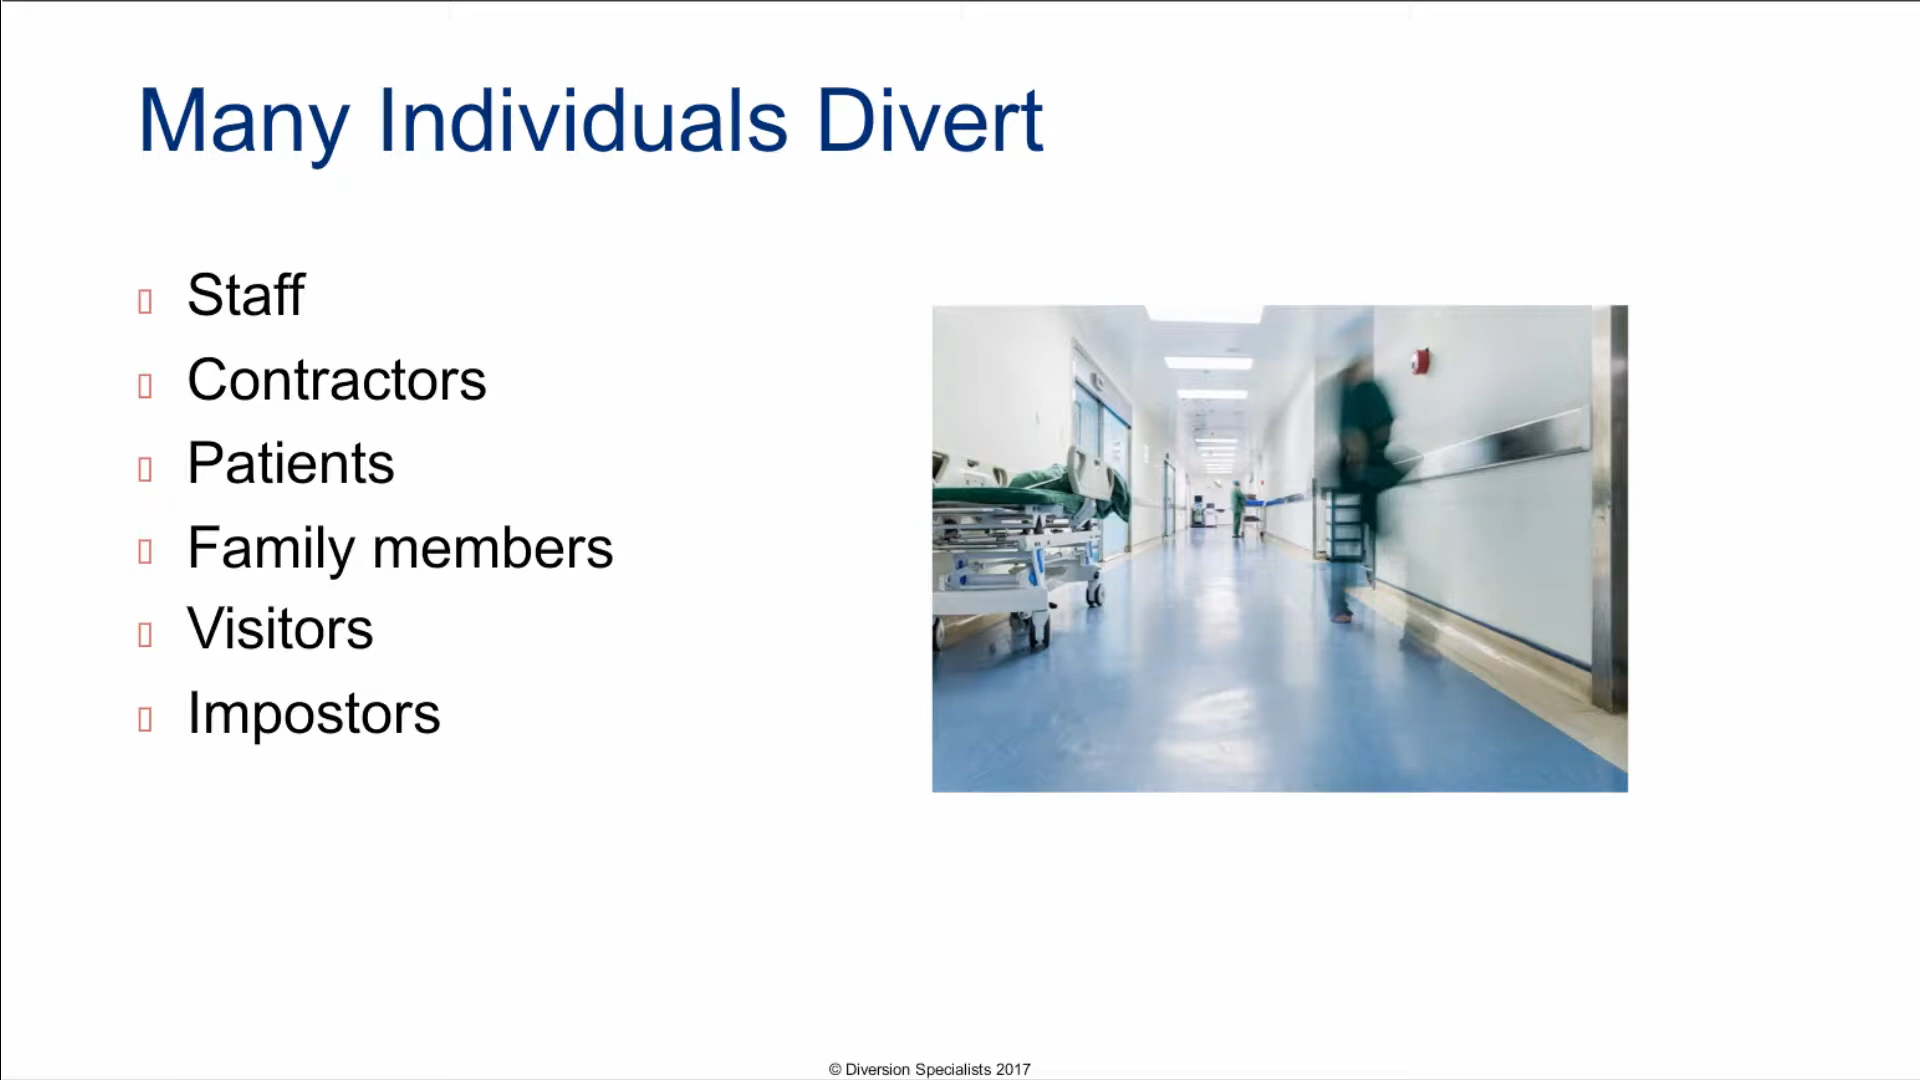 Many Individuals Divert
Staff
Contractors
Patients
Family members
Visitors
Impostors
© Diversion Specialists 2017